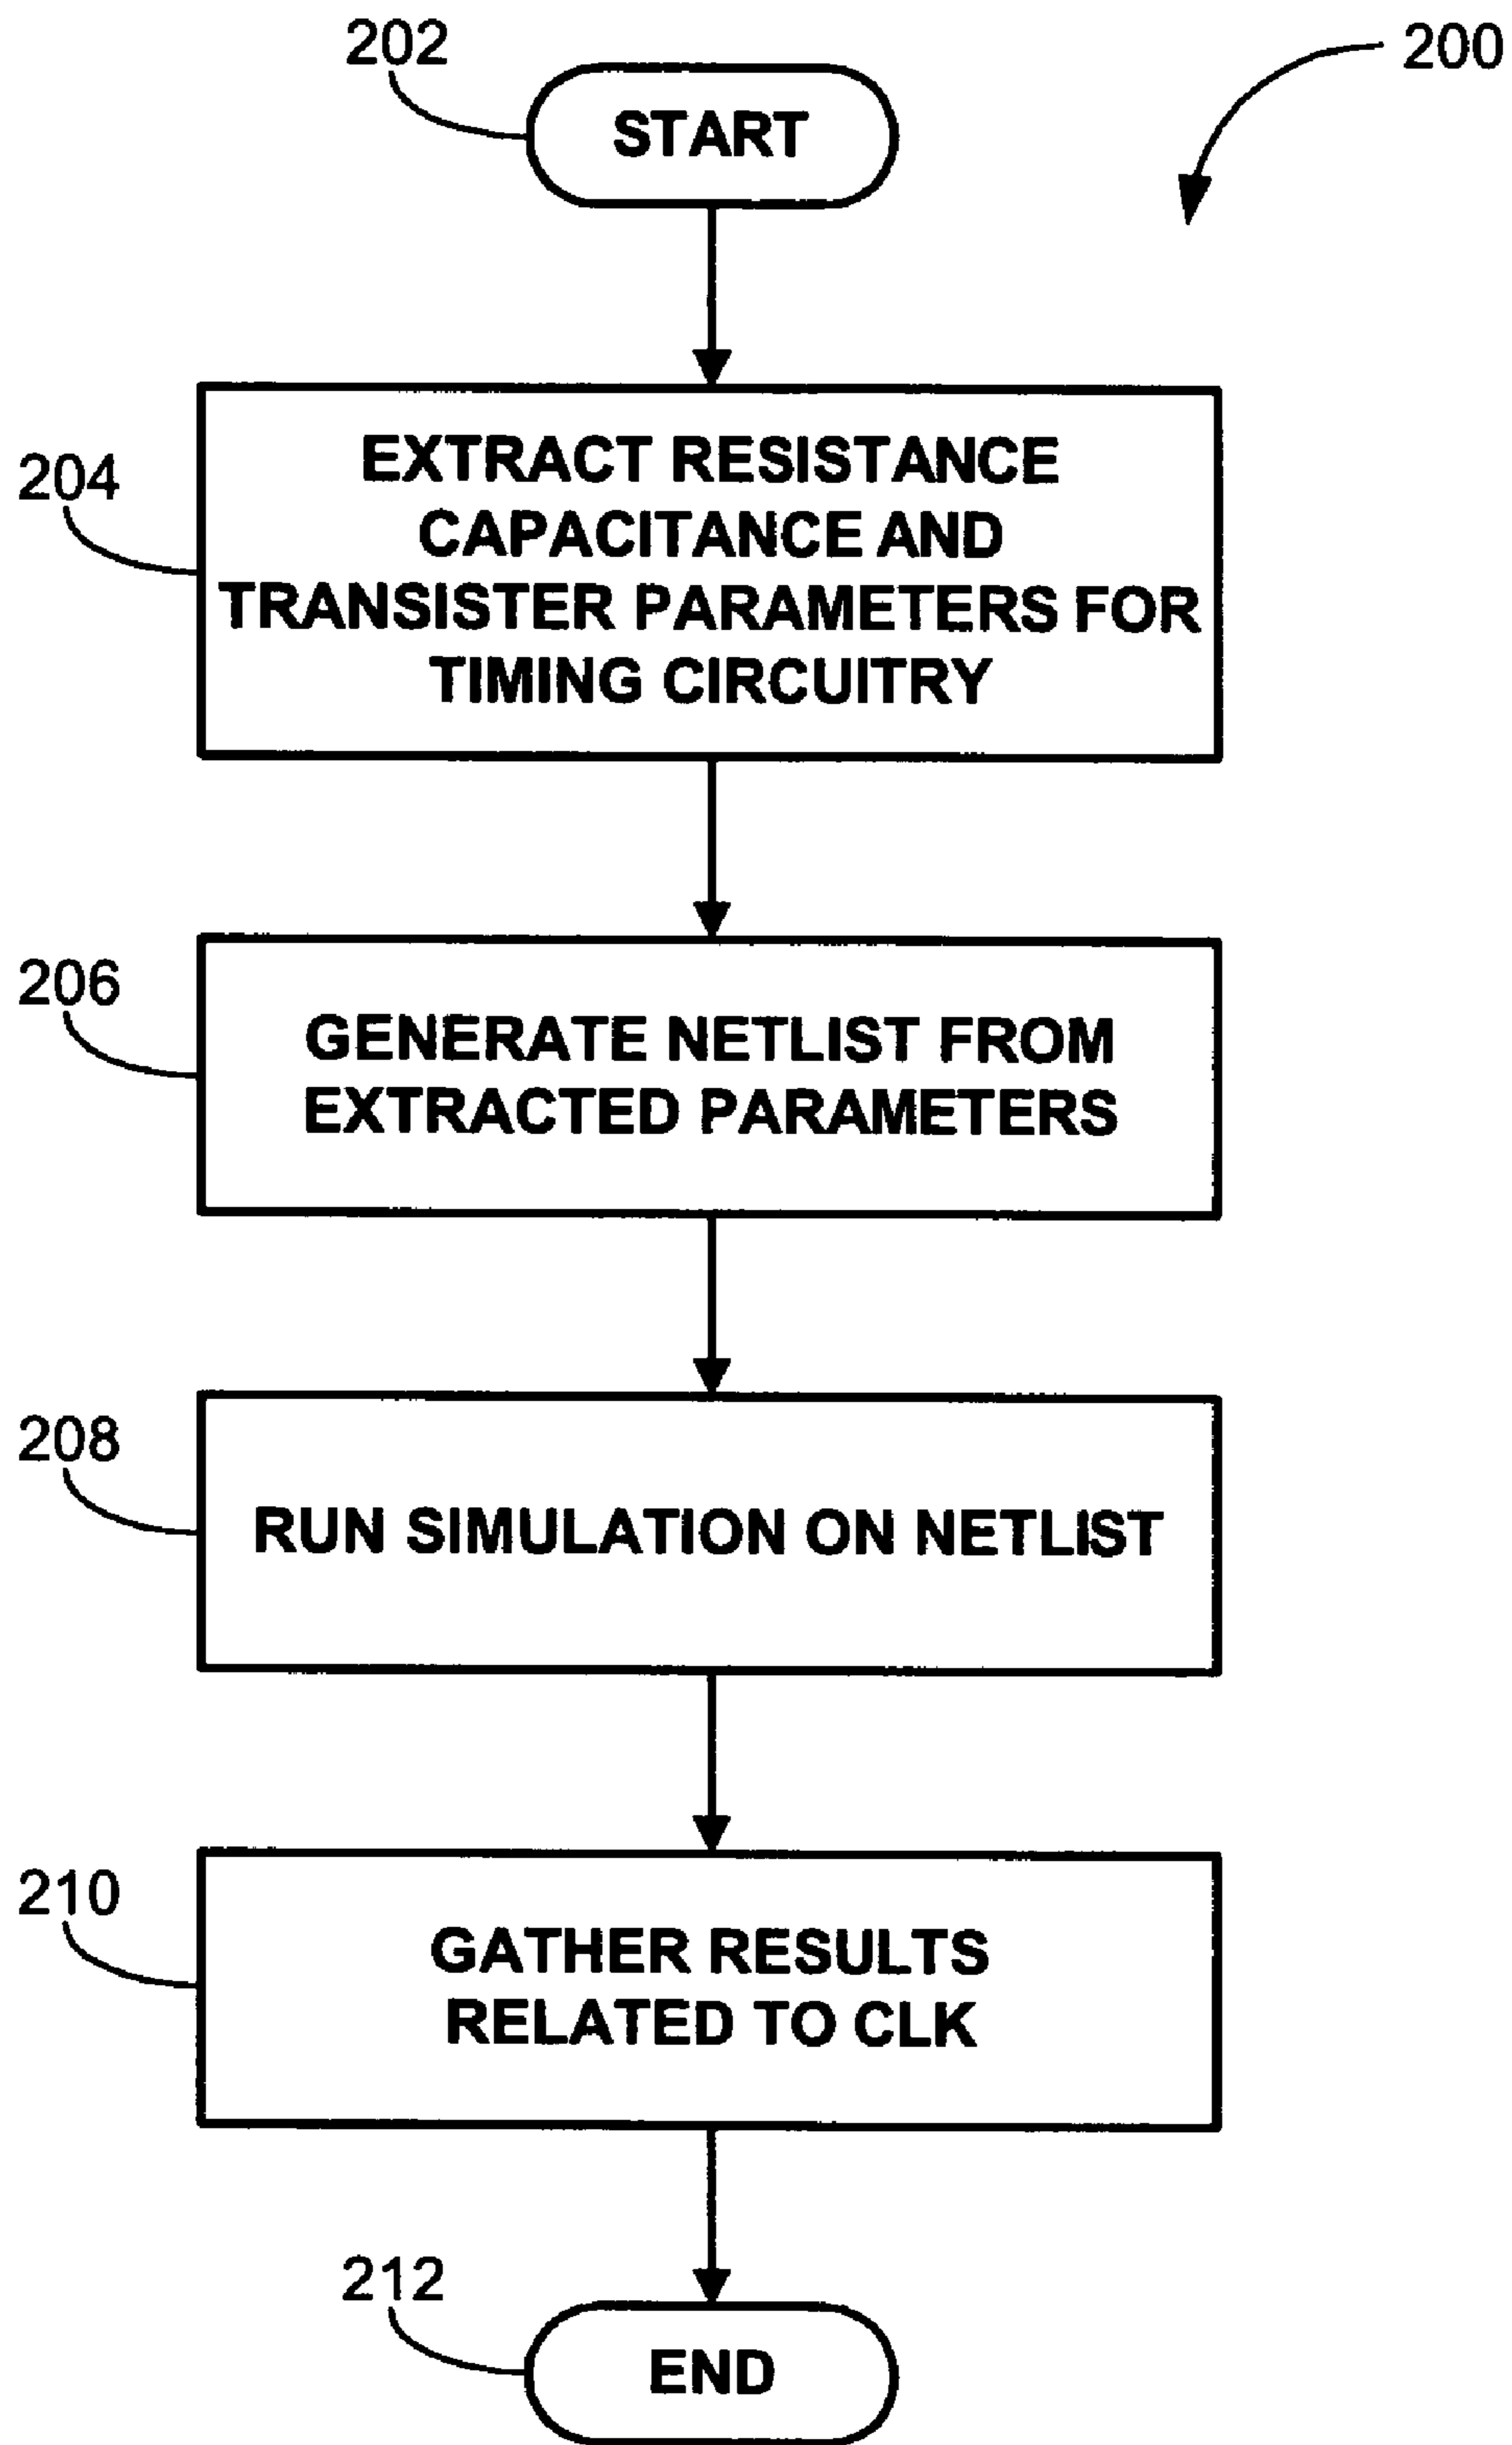 202
200
START
204
EXTRACT RESISTANCE
CAPACITANCE AND
TRANSISTER PARAMETERS FOR
TIMING CIRCUITRY
206
GENERATE NETLIST FROM
EXTRACTED PARAMETERS
208
RUN SIMULATION ON NETLIST
210
GATHER RESULTS
RELATED TO CLK
212
END